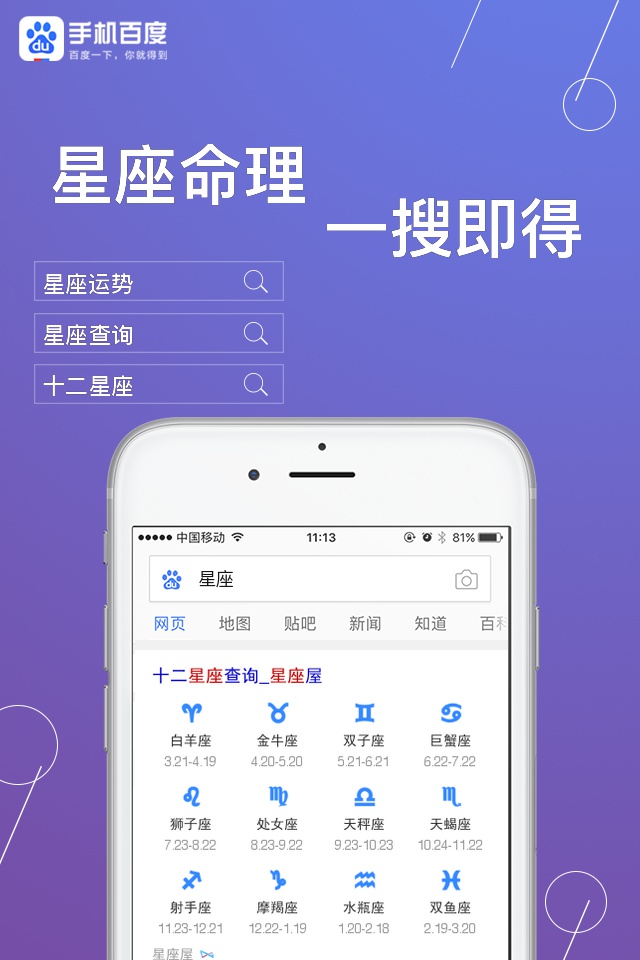 手机百度
百度一下，你就得到
星座命理
一搜即得
星座运势
星座查询
十二星座
中国移动 11:13 81%
du 星座
网页 地图 贴吧 新闻 知道 百科
十二星座查询_星座屋
白羊座 金牛座 双子座 巨蟹座
3.21-4.19 4.20-5.20 5.21-6.21 6.22-7.22
狮子座 处女座 天秤座 天蝎座
7.23-8.22 8.23-9.22 9.23-10.23 10.24-11.22
射手座 摩羯座 水瓶座 双鱼座
11.23-12.21 12.22-1.19 1.20-2.18 2.19-3.20
星座屋